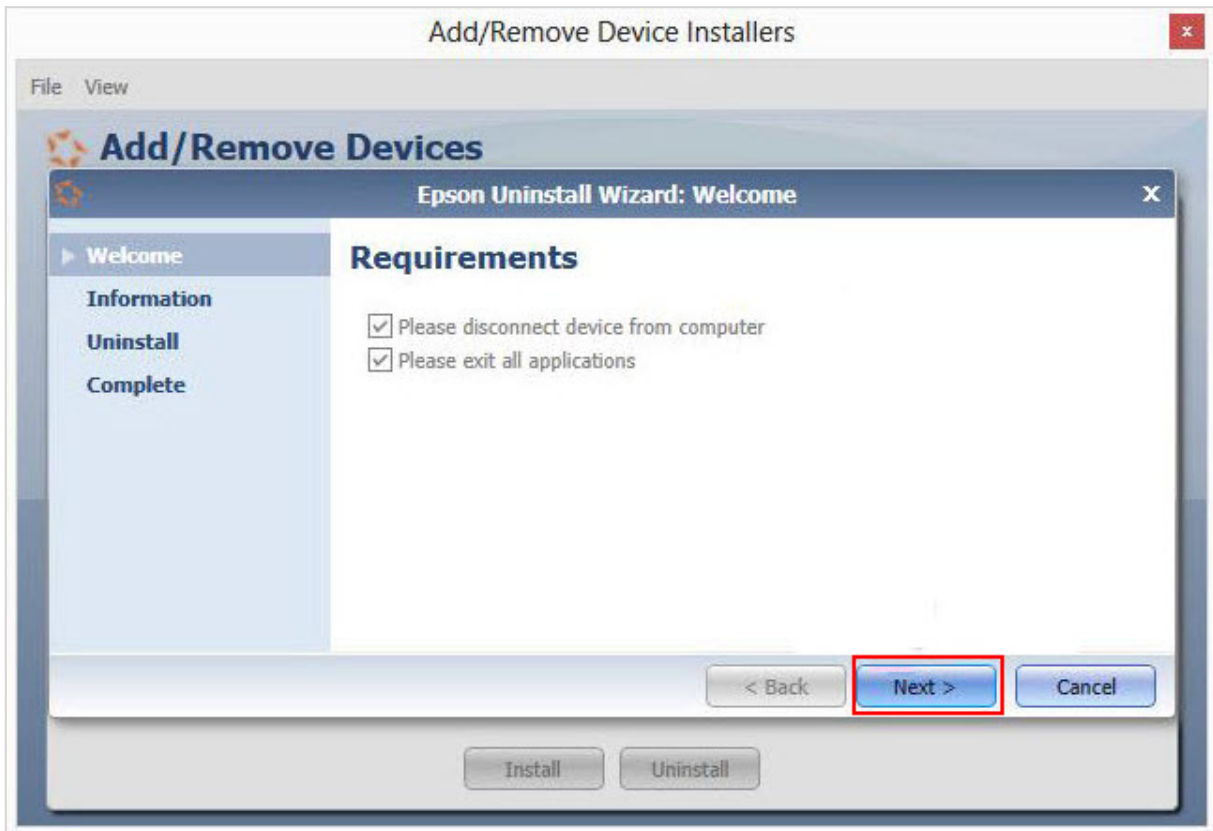 Add/Remove Device Installers
x
File View
Add/Remove Devices
Epson Uninstall Wizard: Welcome
X
Welcome
Information
Uninstall
Complete
Requirements
Please disconnect device from computer
Please exit all applications
< Back Next > Cancel
Install Uninstall